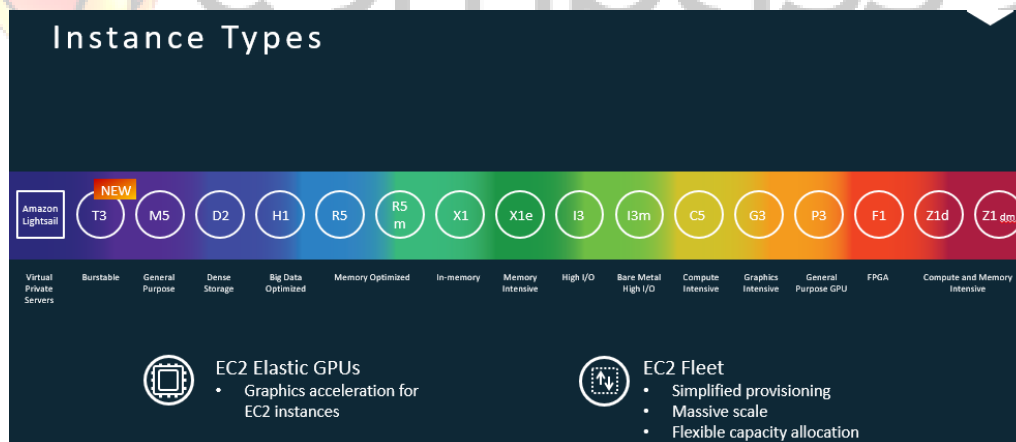 Instance Types
NEW
Amazon
Lightsail
T3
M5
D2
H1
R5
R5
m
X1
X1e
I3
I3m
C5
G3
P3
F1
Z1d
Z1 dm
Virtual
Private
Servers
Burstable
General
Purpose
Dense
Storage
Big Data
Optimized
Memory Optimized
In-memory
Memory
Intensive
High I/O
Bare Metal
High I/O
Compute
Intensive
Graphics
Intensive
General
Purpose GPU
FPGA
Compute and Memory
Intensive
EC2 Elastic GPUs
• Graphics acceleration for
EC2 instances
EC2 Fleet
• Simplified provisioning
• Massive scale
• Flexible capacity allocation